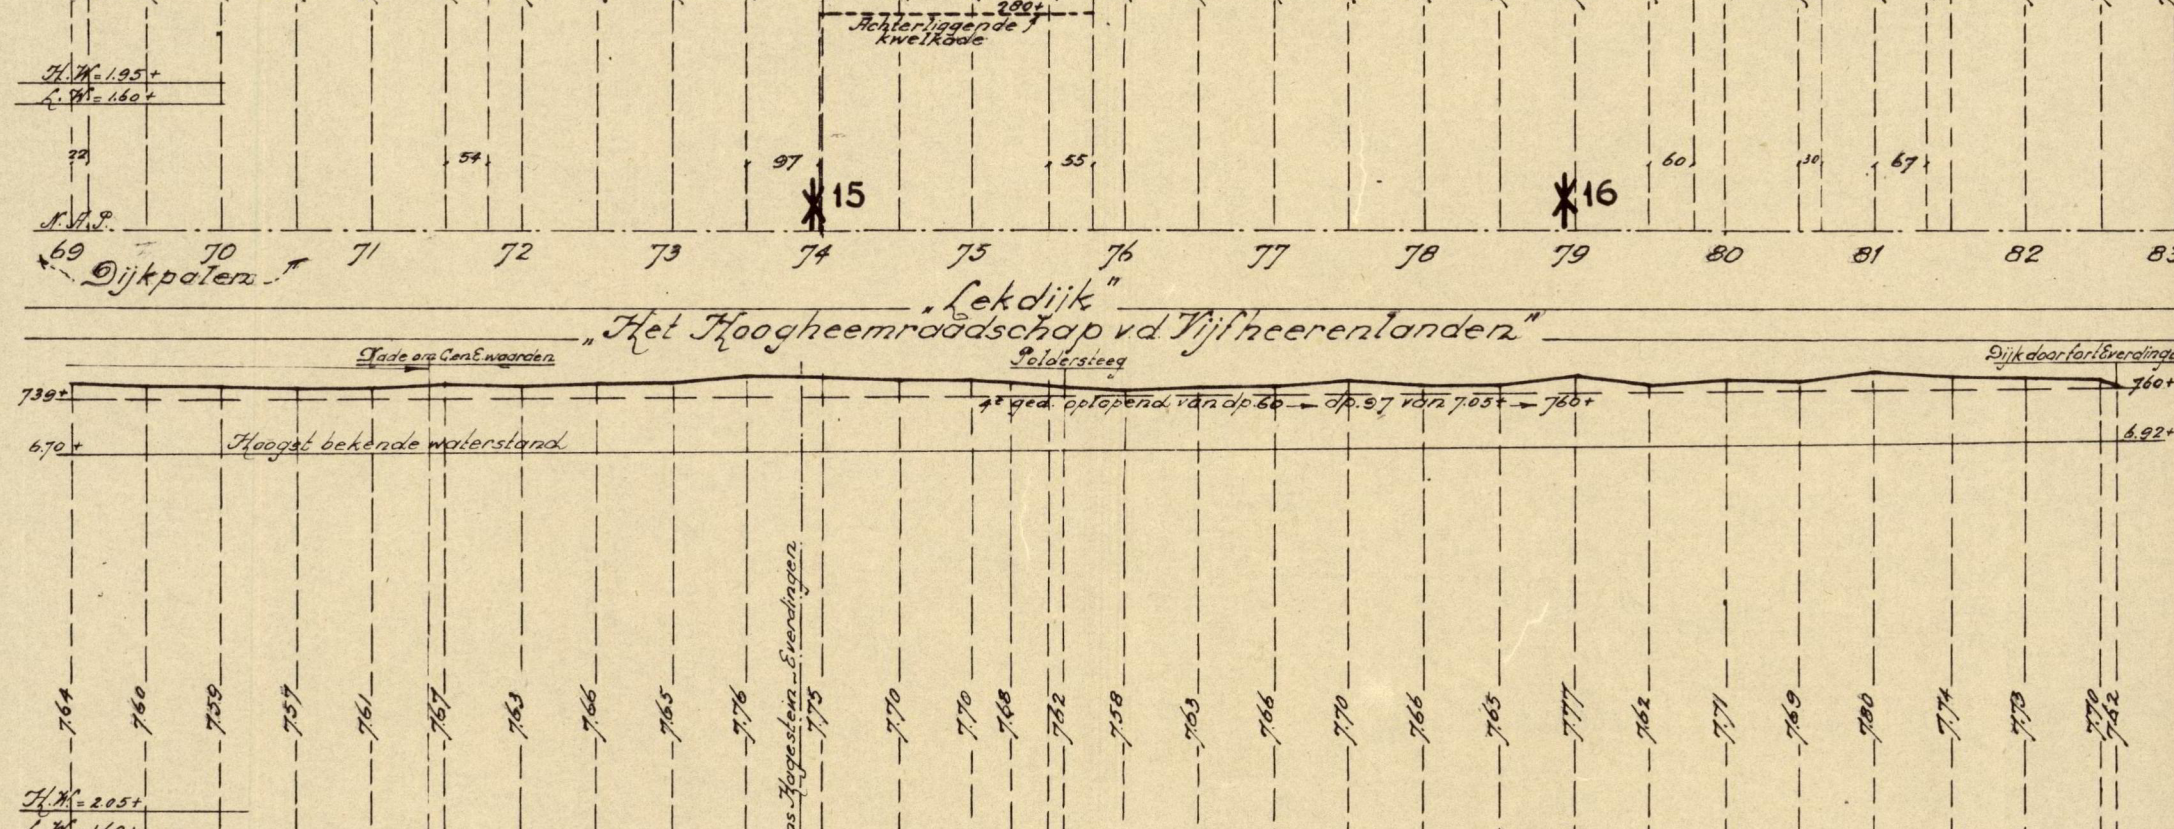 280+
Achterliggende
kwelkade
H.W.=1.95+
L.W.=1.60+
22 54 97 55 60 30 67
15 16
N.A.P.
69 70 71 72 73 74 75 76 77 78 79 80 81 82 83
Dijkpalen
„Lekdijk"
„Het Hoogheemraadschap v.d. Vijfheerenlanden"
Kade om Gen.E.waarden
Poldersteeg
Dijk door fort Everding
739+
760+
4e ged. oplopend van dp.60 → dp.97 van 7.05+ → 760+
6.70+
Hoogst bekende waterstand
6.92+
Hagestein-Everdingen
7.64 7.60 7.59 7.57 7.61 7.67 7.63 7.66 7.65 7.76 7.75 7.70 7.70 7.68 7.62 7.58 7.63 7.66 7.70 7.66 7.65 7.77 7.62 7.71 7.69 7.80 7.74 7.73 7.70 7.62
H.W.=2.05+